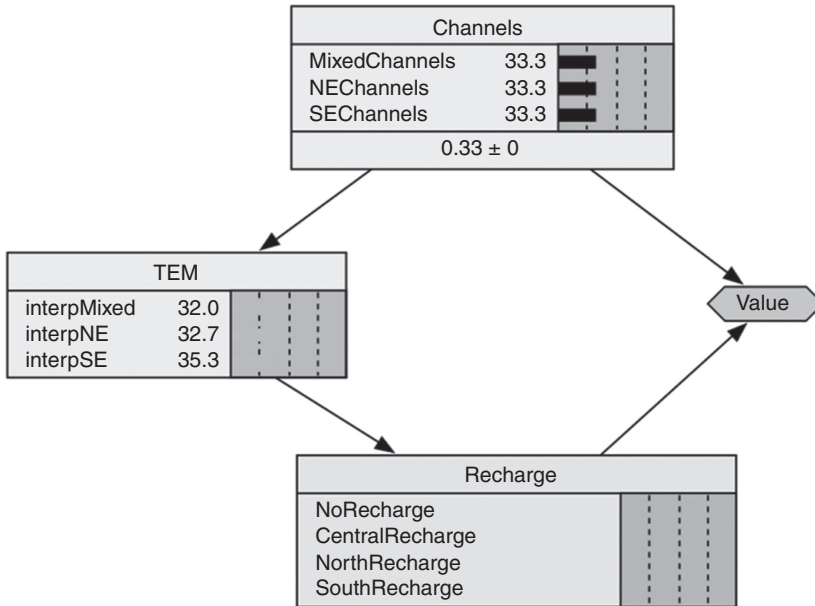 Channels
MixedChannels 33.3
NEChannels 33.3
SEChannels 33.3
0.33 ± 0
TEM
interpMixed 32.0
interpNE 32.7
interpSE 35.3
Value
Recharge
NoRecharge
CentralRecharge
NorthRecharge
SouthRecharge